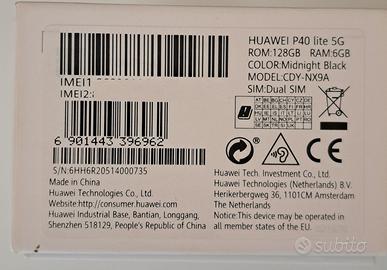 HUAWEI P40 lite 5G
ROM:128GB RAM:6GB
COLOR:Midnight Black
MODEL:CDY-NX9A
SIM:Dual SIM
IMEI1
IMEI2:
6 901443 396962
S/N:6HH6R20514000735
Made in China
Huawei Technologies Co., Ltd.
Website: http://consumer.huawei.com
Huawei Industrial Base, Bantian, Longgang,
Shenzhen 518129, People's Republic of China
CE
Huawei Tech. Investment Co., Ltd.
Huawei Technologies (Netherlands) B.V.
Herikerbergweg 36, 1101CM Amsterdam
The Netherlands
Notice:This device may be operated in
all member states of the EU.
subito